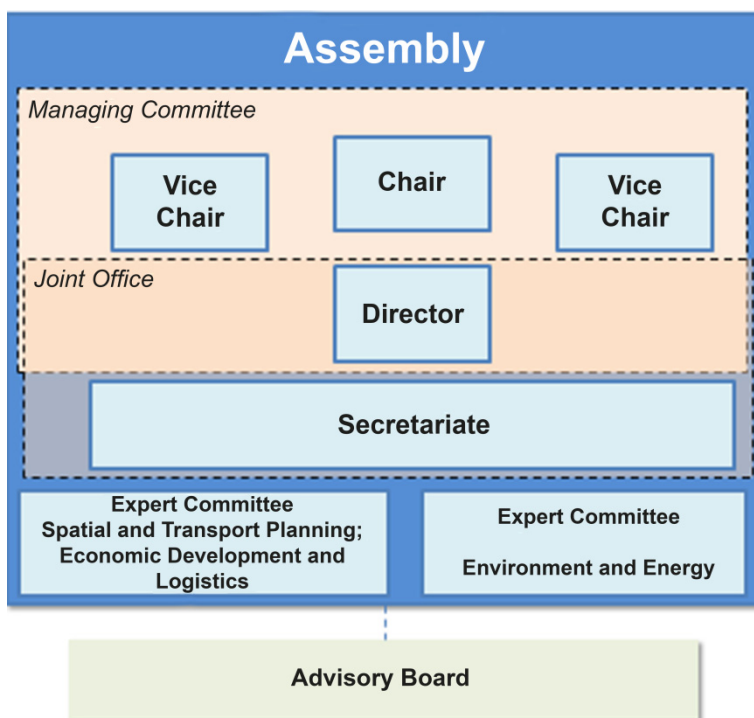 Assembly
Managing Committee
Vice
Chair
Chair
Vice
Chair
Joint Office
Director
Secretariate
Expert Committee
Spatial and Transport Planning;
Economic Development and
Logistics
Expert Committee
Environment and Energy
Advisory Board